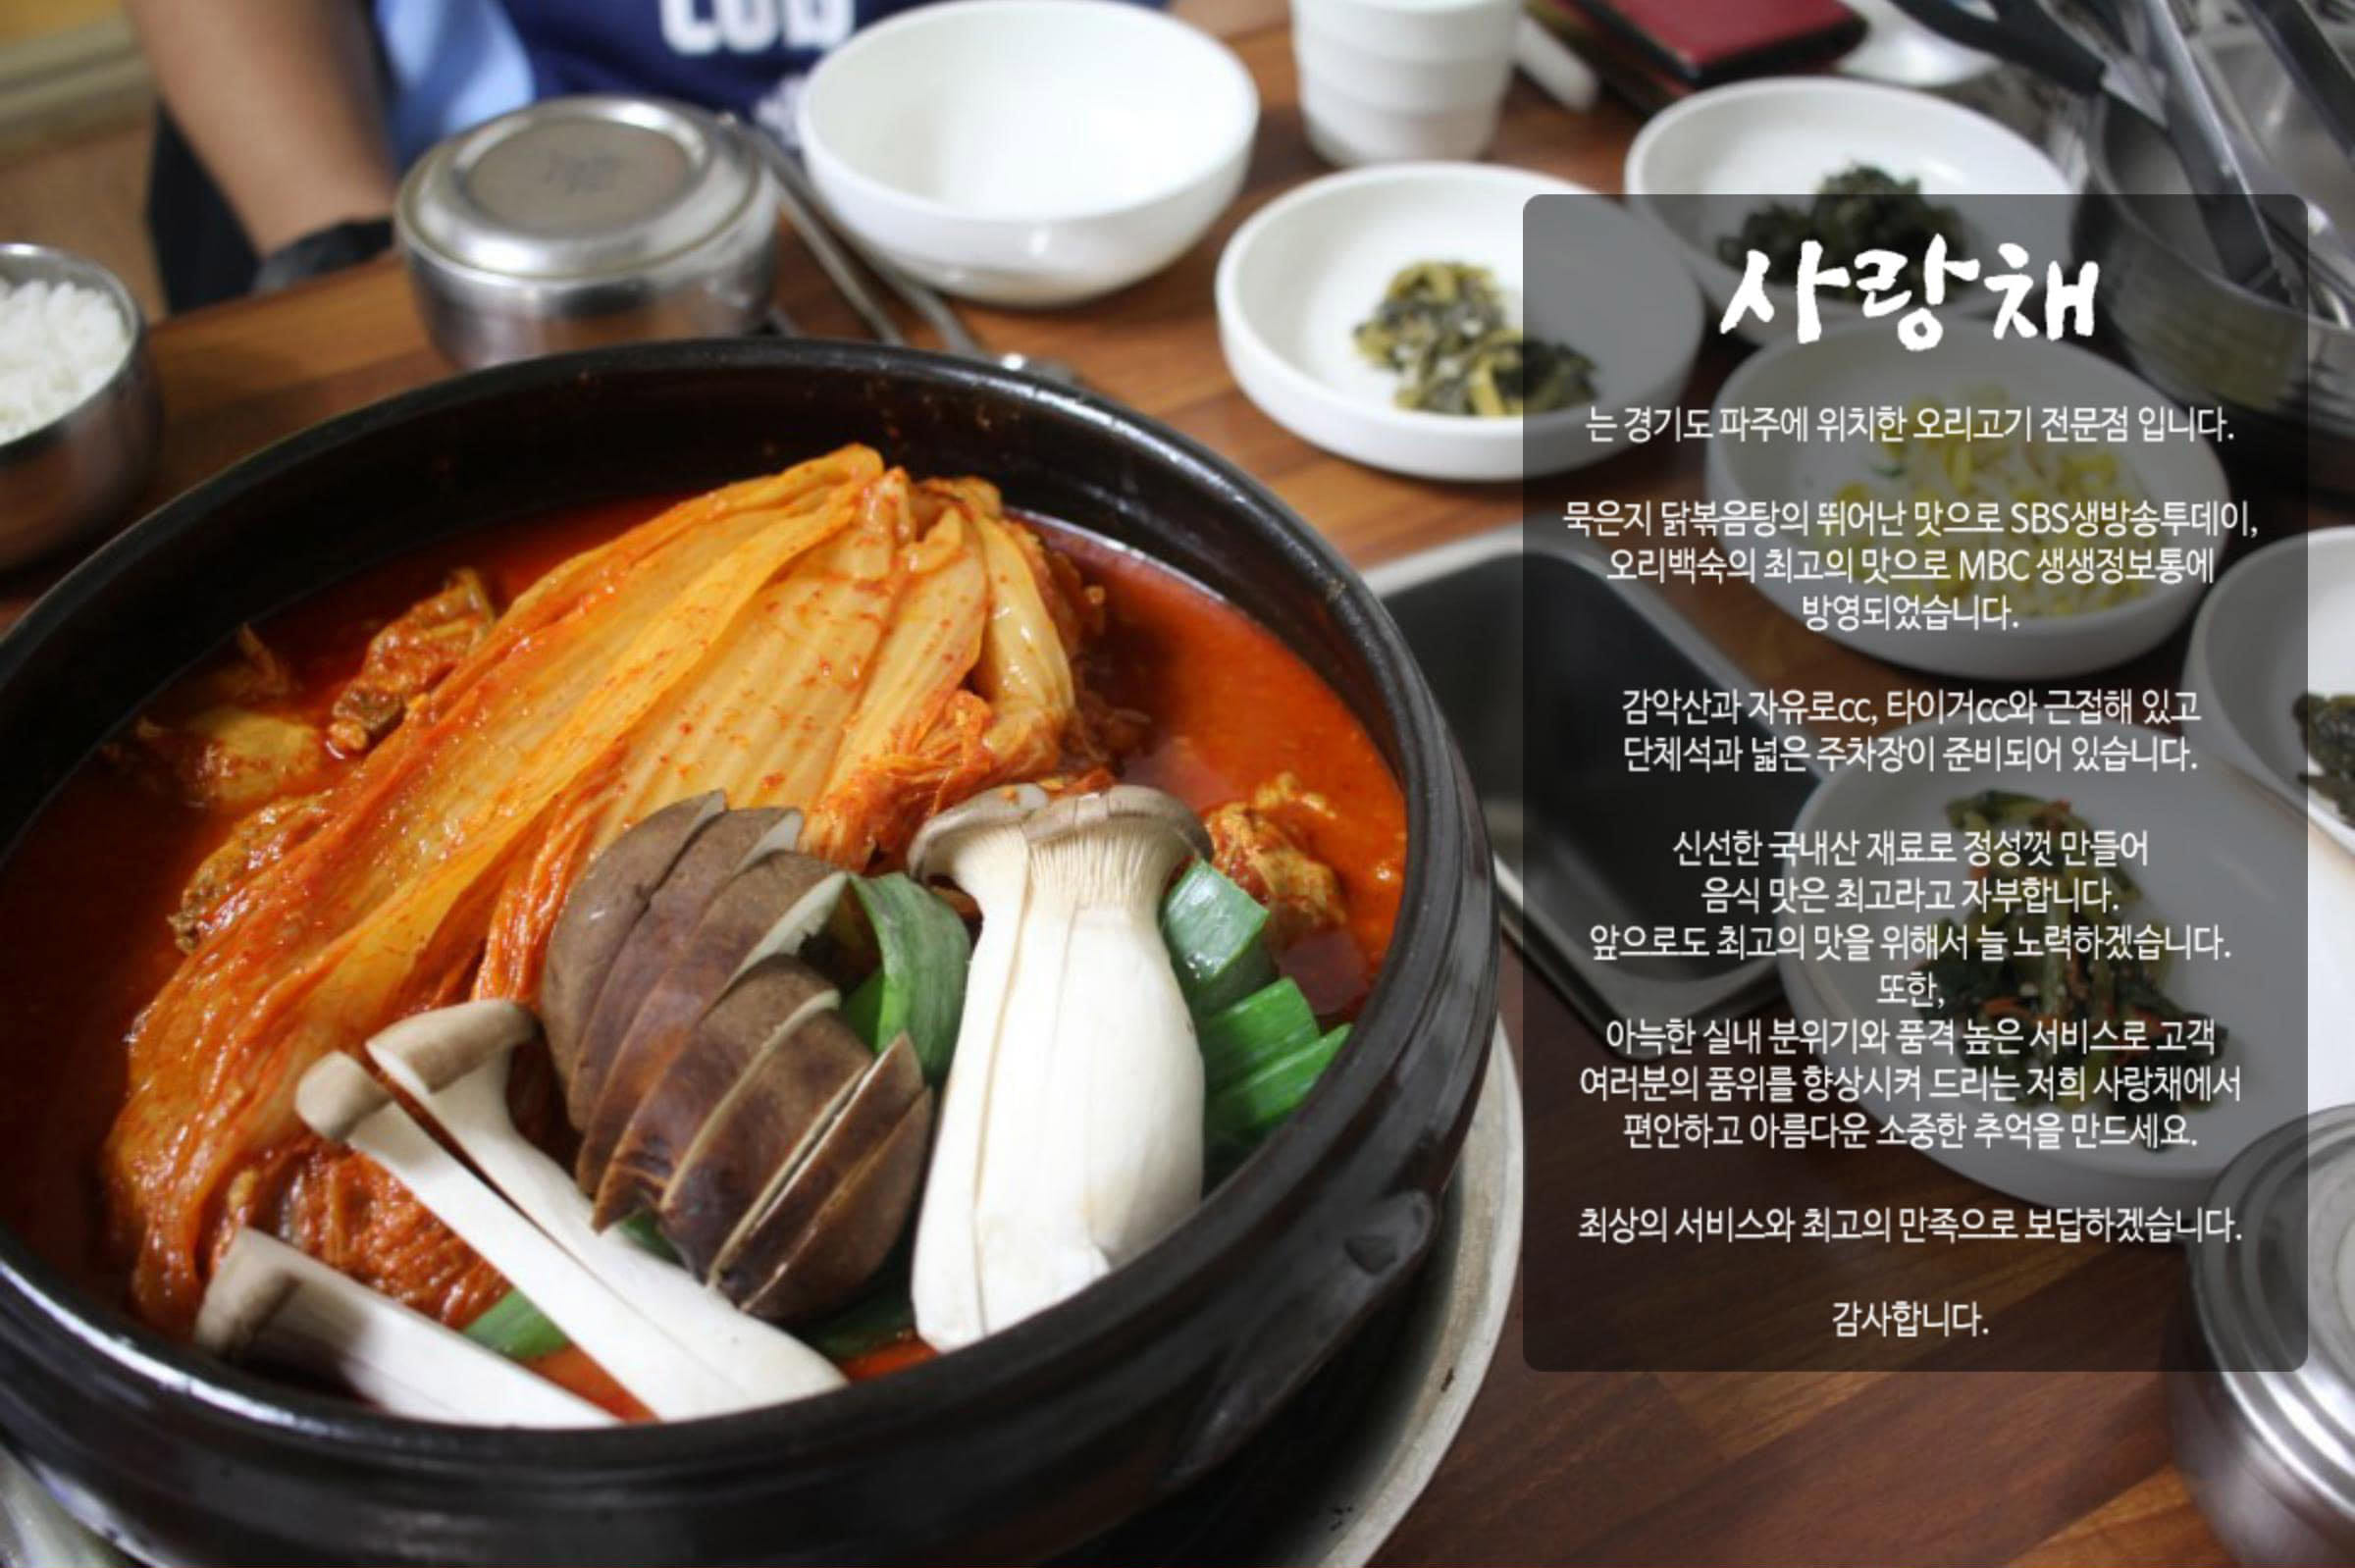 사랑채
는 경기도 파주에 위치한 오리고기 전문점 입니다.
묵은지 닭볶음탕의 뛰어난 맛으로 SBS생방송투데이,
오리백숙의 최고의 맛으로 MBC 생생정보통에
방영되었습니다.
감악산과 자유로cc, 타이거cc와 근접해 있고
단체석과 넓은 주차장이 준비되어 있습니다.
신선한 국내산 재료로 정성껏 만들어
음식 맛은 최고라고 자부합니다.
앞으로도 최고의 맛을 위해서 늘 노력하겠습니다.
또한,
아늑한 실내 분위기와 품격 높은 서비스로 고객
여러분의 품위를 향상시켜 드리는 저희 사랑채에서
편안하고 아름다운 소중한 추억을 만드세요.
최상의 서비스와 최고의 만족으로 보답하겠습니다.
감사합니다.